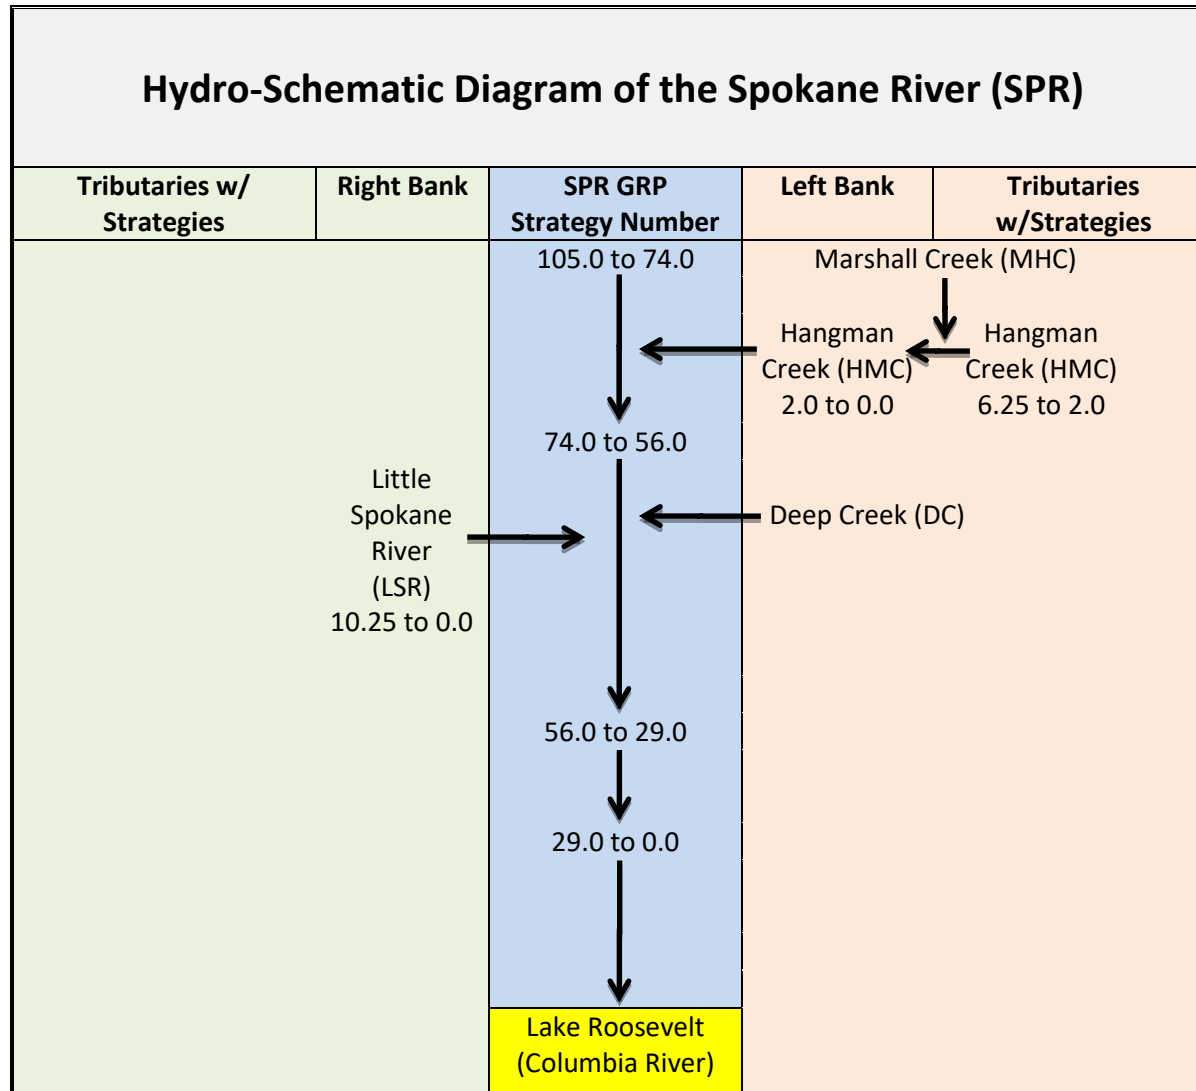 Hydro-Schematic Diagram of the Spokane River (SPR)
Tributaries w/
Strategies
Right Bank
SPR GRP
Strategy Number
Left Bank
Tributaries
w/Strategies
105.0 to 74.0
Marshall Creek (MHC)
Hangman
Creek (HMC)
2.0 to 0.0
Hangman
Creek (HMC)
6.25 to 2.0
74.0 to 56.0
Little
Spokane
River
(LSR)
10.25 to 0.0
Deep Creek (DC)
56.0 to 29.0
29.0 to 0.0
Lake Roosevelt
(Columbia River)